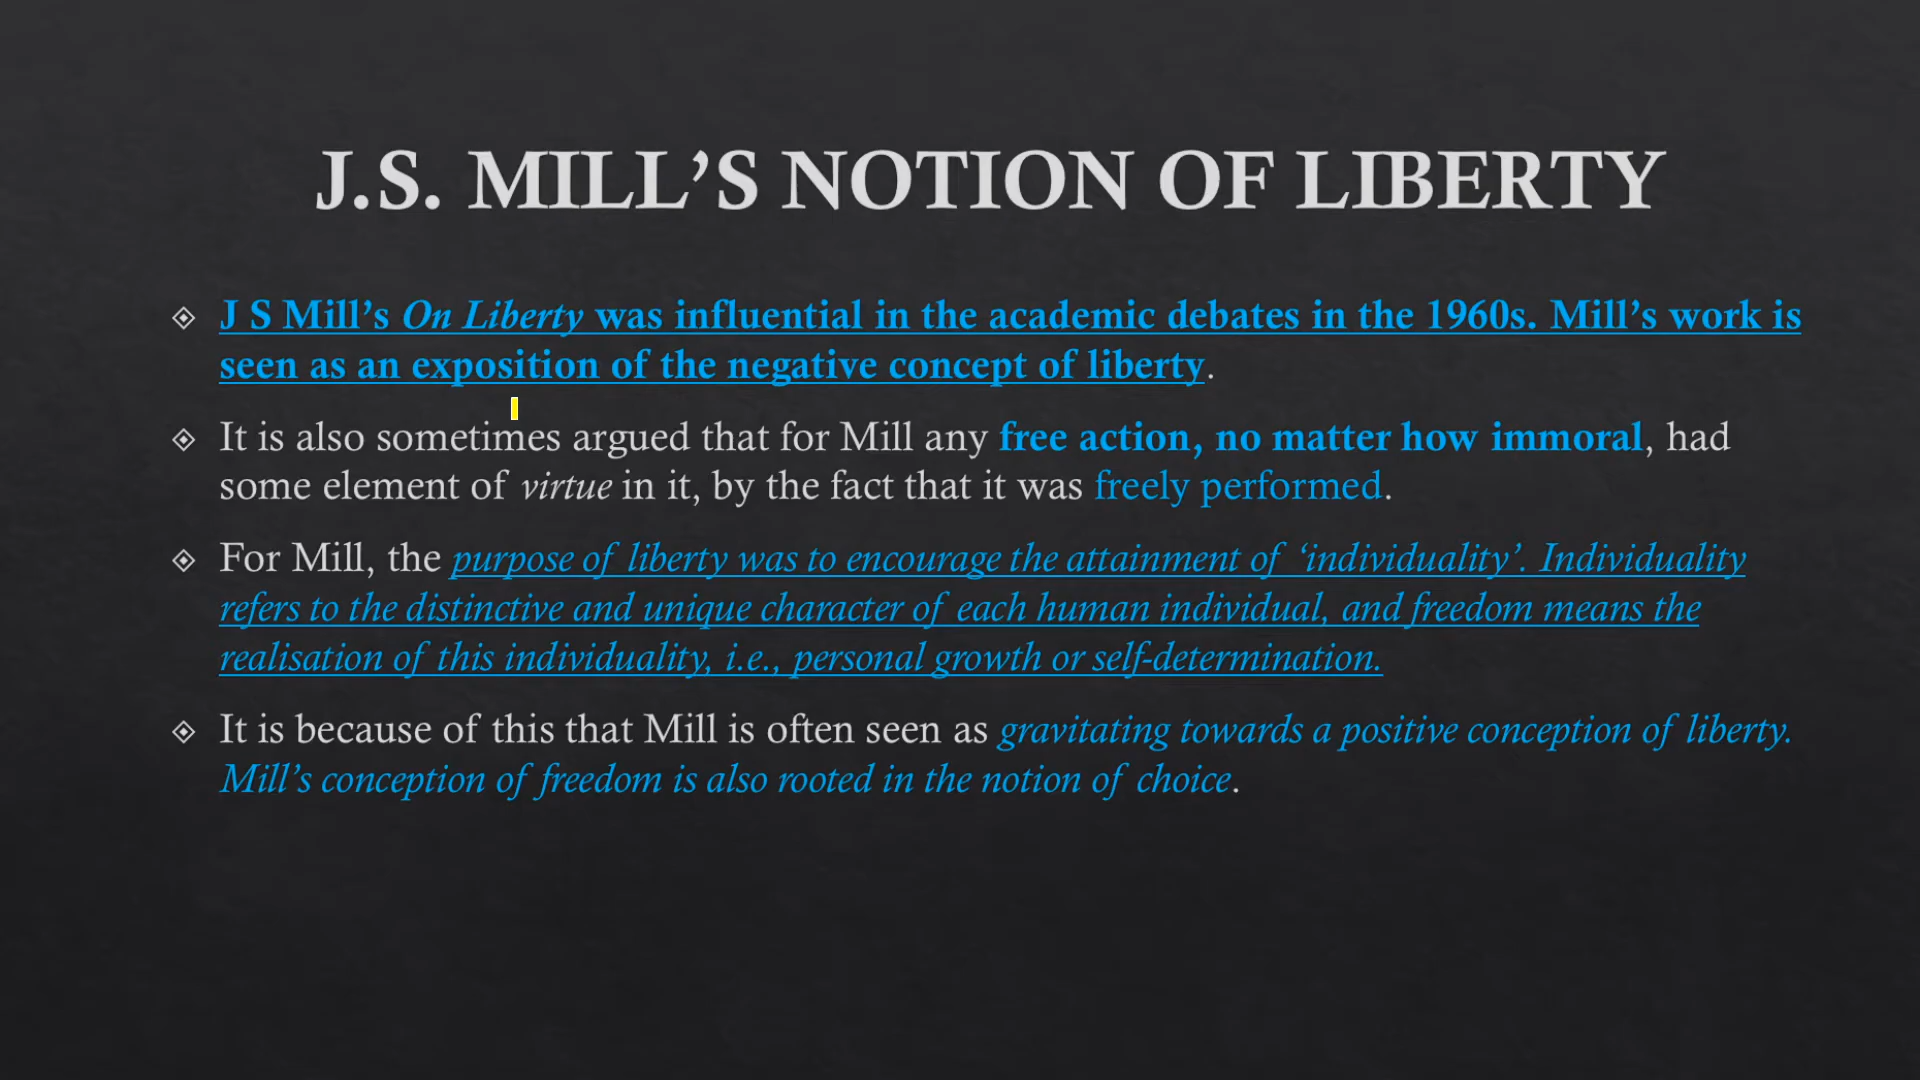 J.S. MILL’S NOTION OF LIBERTY
J S Mill’s On Liberty was influential in the academic debates in the 1960s. Mill’s work is
seen as an exposition of the negative concept of liberty.
It is also sometimes argued that for Mill any free action, no matter how immoral, had
some element of virtue in it, by the fact that it was freely performed.
For Mill, the purpose of liberty was to encourage the attainment of ‘individuality’. Individuality
refers to the distinctive and unique character of each human individual, and freedom means the
realisation of this individuality, i.e., personal growth or self-determination.
It is because of this that Mill is often seen as gravitating towards a positive conception of liberty.
Mill’s conception of freedom is also rooted in the notion of choice.